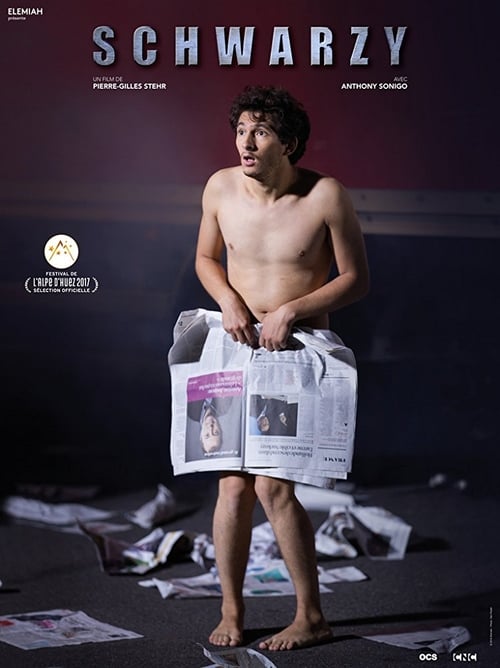 ELEMIAH
présente
SCHWARZY
UN FILM DE
PIERRE-GILLES STEHR
AVEC
ANTHONY SONIGO
FESTIVAL DE
L'ALPE D'HUEZ 2017
SÉLECTION OFFICIELLE
FRANCE
OCS
CNC